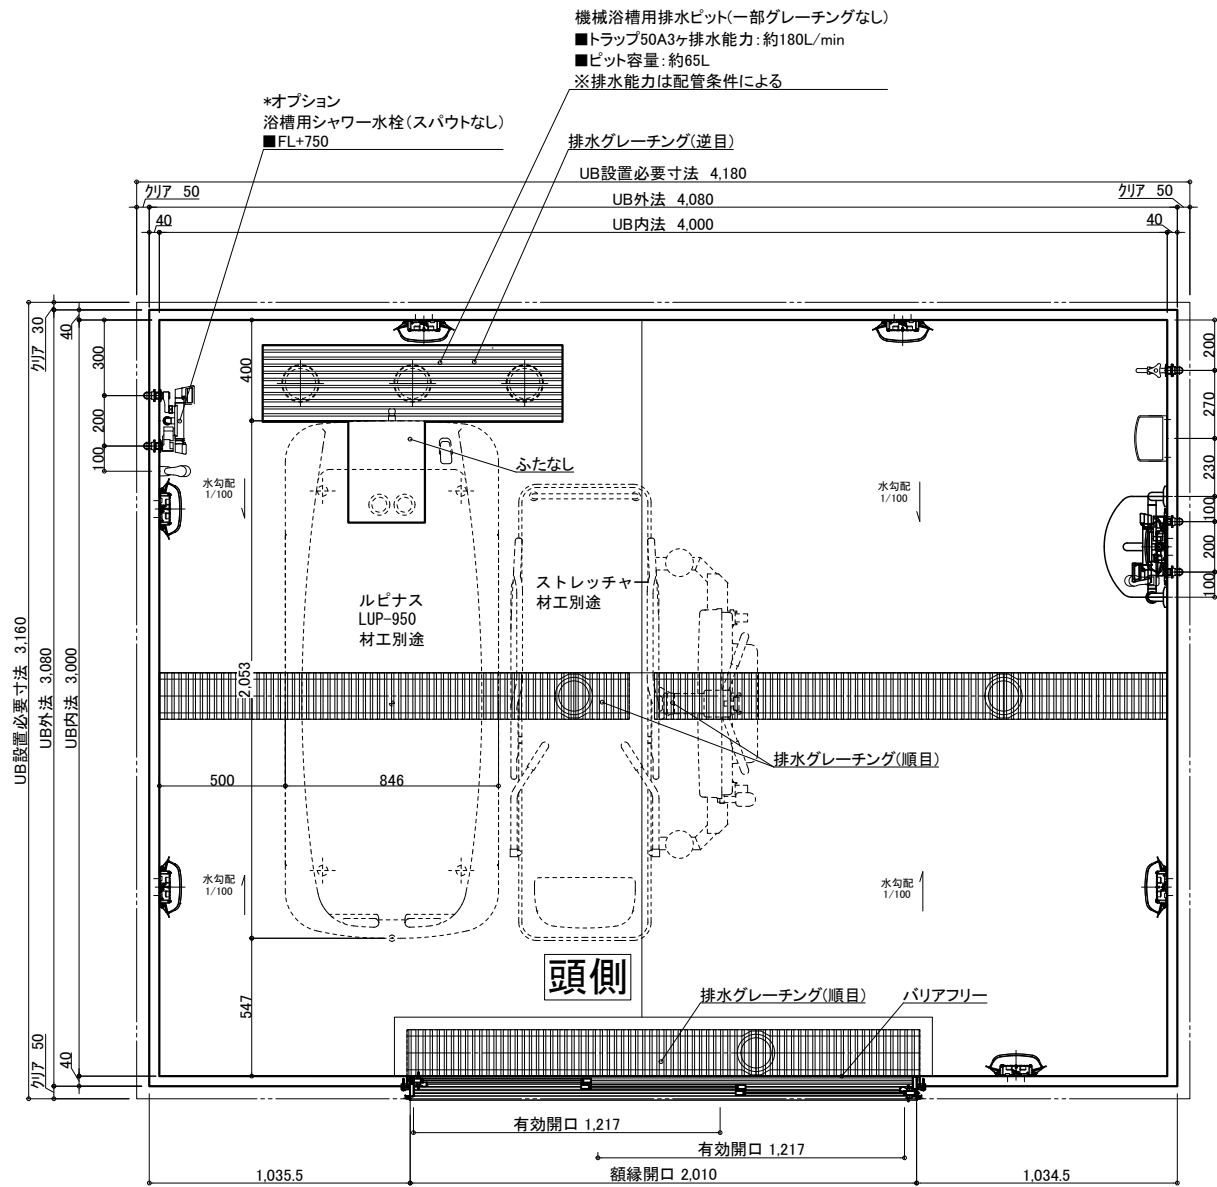 機械浴槽用排水ピット(一部グレーチングなし)
■トラップ50A3ヶ排水能力:約180L/min
■ピット容量:約65L
※排水能力は配管条件による
*オプション
浴槽用シャワー水栓(スパウトなし)
■FL+750
排水グレーチング(逆目)
UB設置必要寸法 4,180
クリア 50
UB外法 4,080
クリア 50
40
UB内法 4,000
40
クリア 30
40
300
200
100
400
200
270
230
100
200
100
ふたなし
水勾配
1/100
水勾配
1/100
ストレッチャー
材工別途
ルピナス
LUP-950
材工別途
UB設置必要寸法 3,160
UB外法 3,080
UB内法 3,000
2,053
排水グレーチング(順目)
500
846
水勾配
1/100
水勾配
1/100
頭側
547
排水グレーチング(順目)
バリアフリー
クリア 50
40
有効開口 1,217
有効開口 1,217
1,035.5
額縁開口 2,010
1,034.5